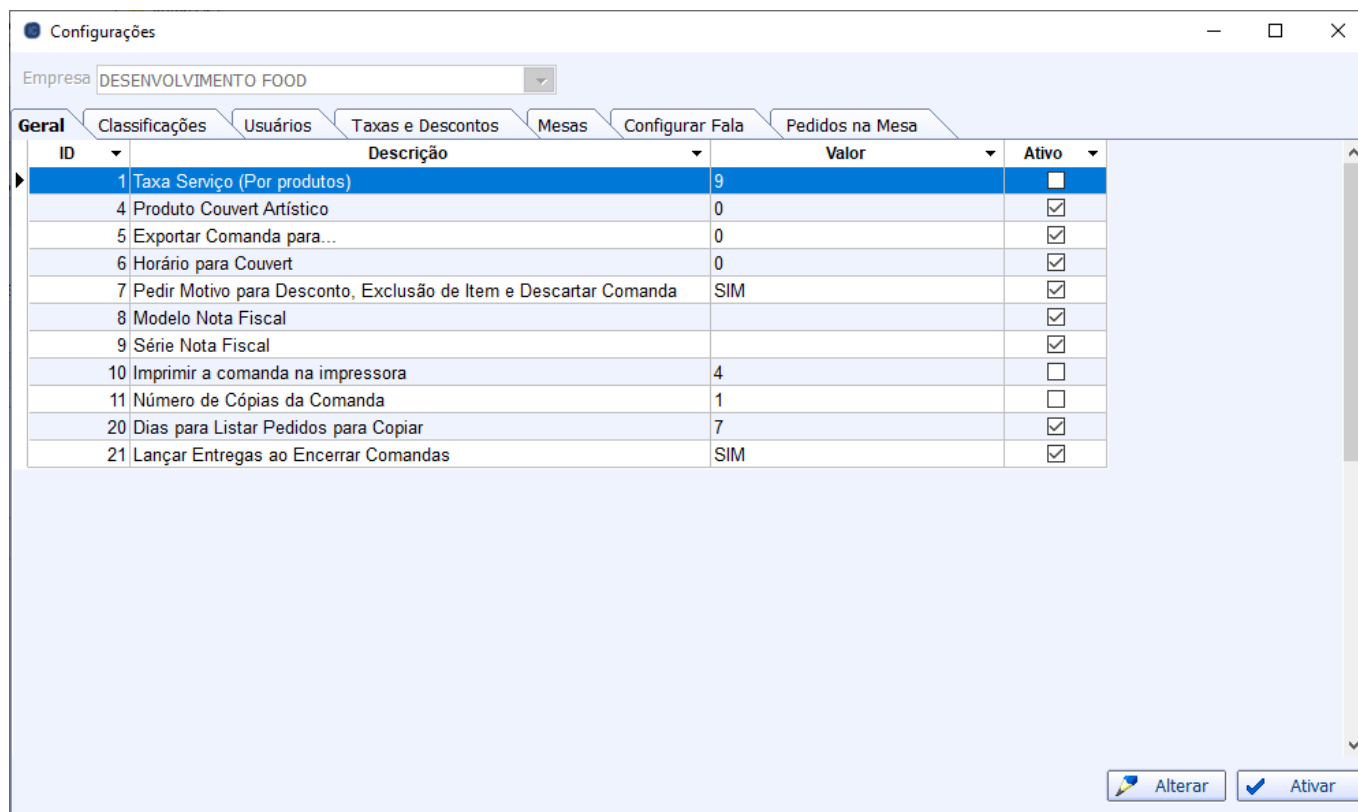 Configurações
Empresa DESENVOLVIMENTO FOOD
Geral Classificações Usuários Taxas e Descontos Mesas Configurar Fala Pedidos na Mesa
ID Descrição Valor Ativo
1 Taxa Serviço (Por produtos) 9
4 Produto Couvert Artístico 0
5 Exportar Comanda para... 0
6 Horário para Couvert 0
7 Pedir Motivo para Desconto, Exclusão de Item e Descartar Comanda SIM
8 Modelo Nota Fiscal
9 Série Nota Fiscal
10 Imprimir a comanda na impressora 4
11 Número de Cópias da Comanda 1
20 Dias para Listar Pedidos para Copiar 7
21 Lançar Entregas ao Encerrar Comandas SIM
Alterar Ativar